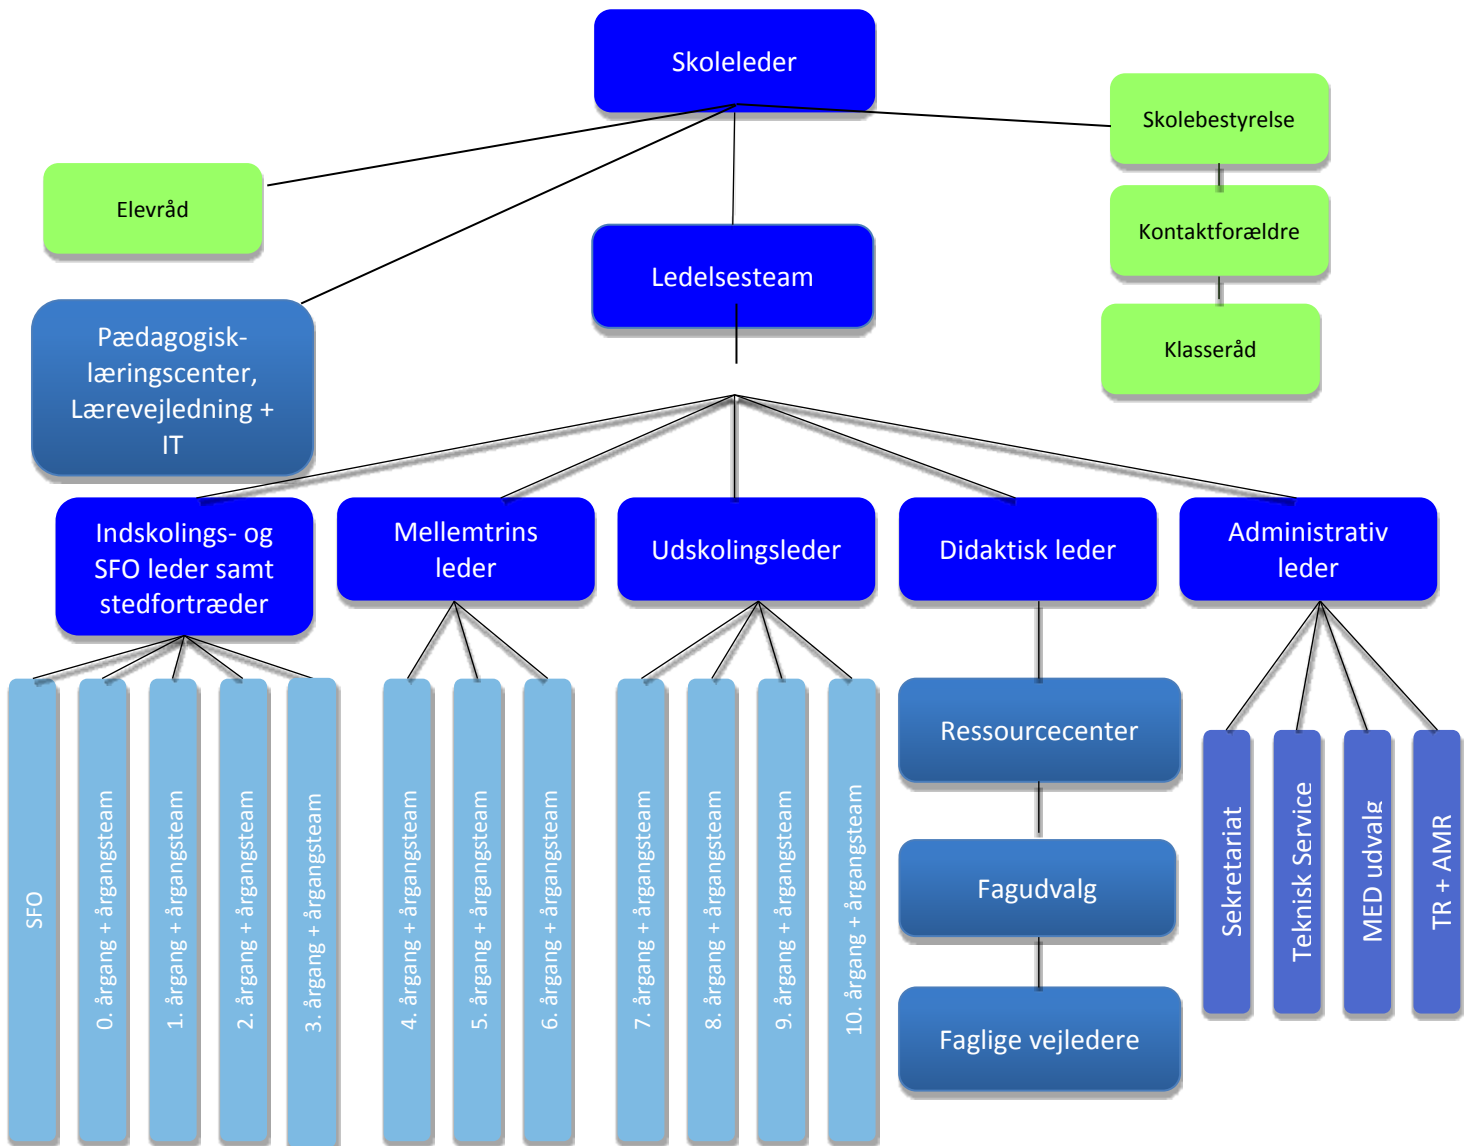 Skoleleder
Skolebestyrelse
Elevråd
Kontaktforældre
Ledelsesteam
Klasseråd
Pædagogisk-
læringscenter,
Lærevejledning +
IT
Indskolings- og
SFO leder samt
stedfortræder
Mellemtrins
leder
Udskolingsleder
Didaktisk leder
Administrativ
leder
SFO
0. årgang + årgangsteam
1. årgang + årgangsteam
2. årgang + årgangsteam
3. årgang + årgangsteam
4. årgang + årgangsteam
5. årgang + årgangsteam
6. årgang + årgangsteam
7. årgang + årgangsteam
8. årgang + årgangsteam
9. årgang + årgangsteam
10. årgang + årgangsteam
Ressourcecenter
Fagudvalg
Faglige vejledere
Sekretariat
Teknisk Service
MED udvalg
TR + AMR